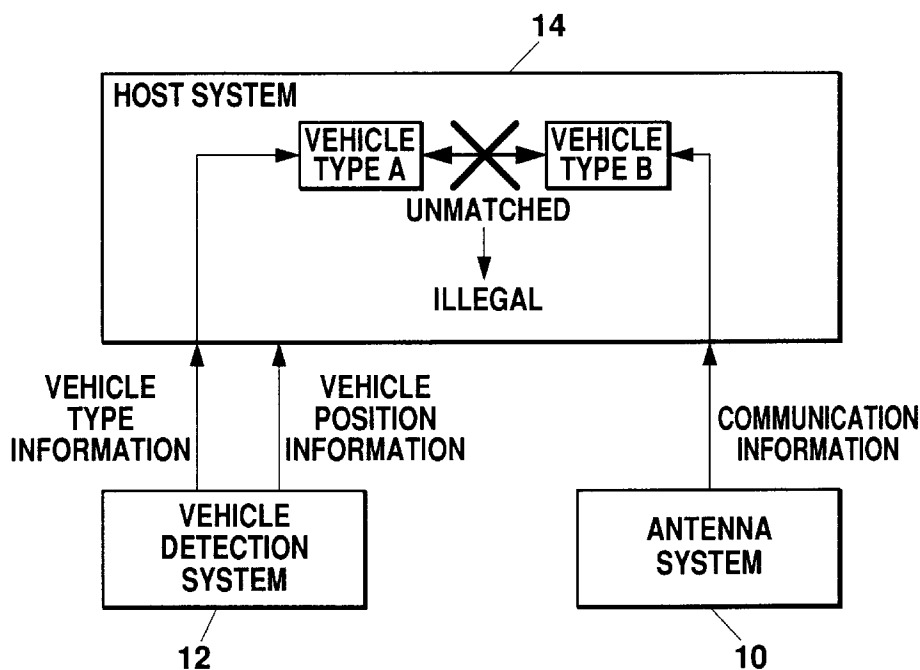 14
HOST SYSTEM
VEHICLE
TYPE A
VEHICLE
TYPE B
UNMATCHED
ILLEGAL
VEHICLE
TYPE
INFORMATION
VEHICLE
POSITION
INFORMATION
COMMUNICATION
INFORMATION
VEHICLE
DETECTION
SYSTEM
ANTENNA
SYSTEM
12
10